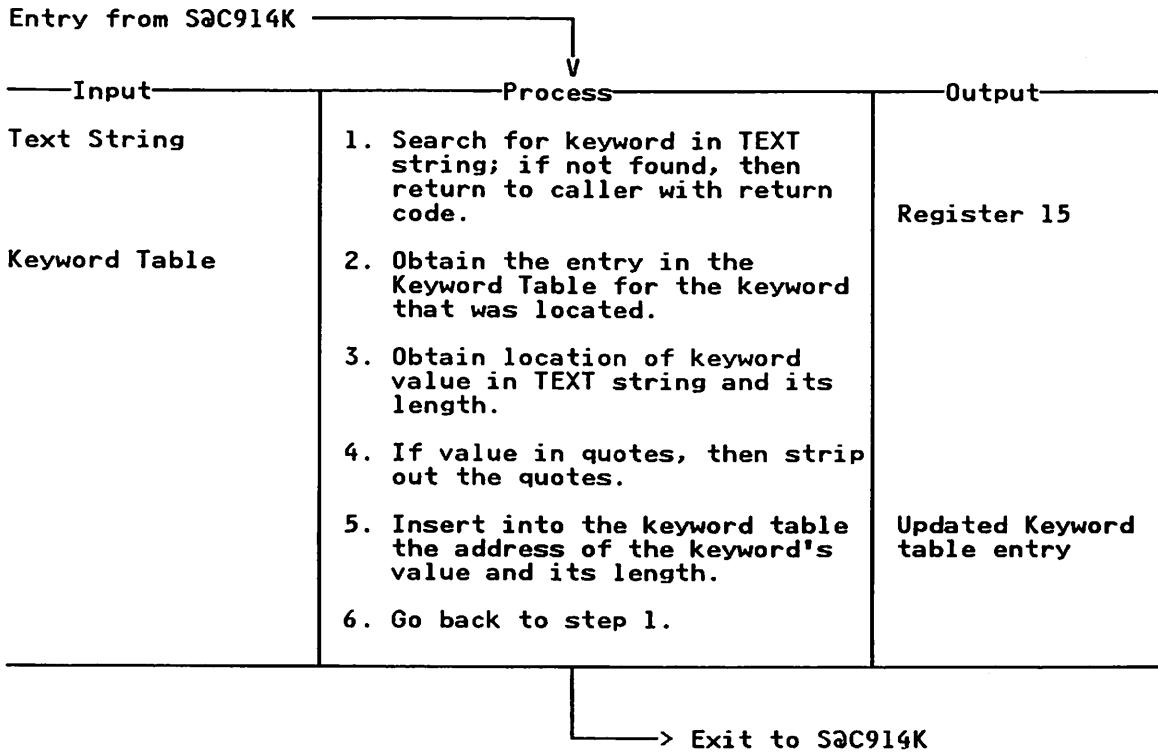 Entry from S@C914K
Input
Process
Output
Text String
1. Search for keyword in TEXT
string; if not found, then
return to caller with return
code.
Register 15
Keyword Table
2. Obtain the entry in the
Keyword Table for the keyword
that was located.
3. Obtain location of keyword
value in TEXT string and its
length.
4. If value in quotes, then strip
out the quotes.
5. Insert into the keyword table
the address of the keyword's
value and its length.
Updated Keyword
table entry
6. Go back to step 1.
Exit to S@C914K